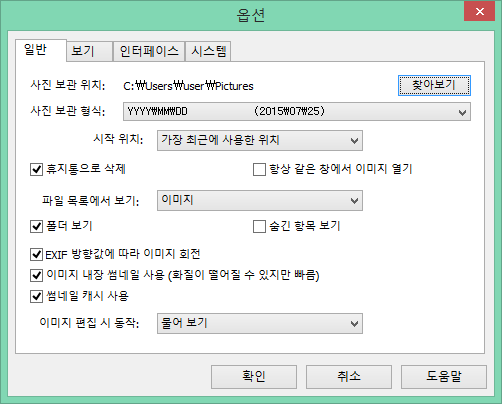 옵션
일반 보기 인터페이스 시스템
사진 보관 위치: C:₩Users₩user₩Pictures 찾아보기
사진 보관 형식: YYYY₩MM₩DD (2015₩07₩25)
시작 위치: 가장 최근에 사용한 위치
휴지통으로 삭제 항상 같은 창에서 이미지 열기
파일 목록에서 보기: 이미지
폴더 보기 숨긴 항목 보기
EXIF 방향값에 따라 이미지 회전
이미지 내장 썸네일 사용 (화질이 떨어질 수 있지만 빠름)
썸네일 캐시 사용
이미지 편집 시 동작: 물어 보기
확인 취소 도움말